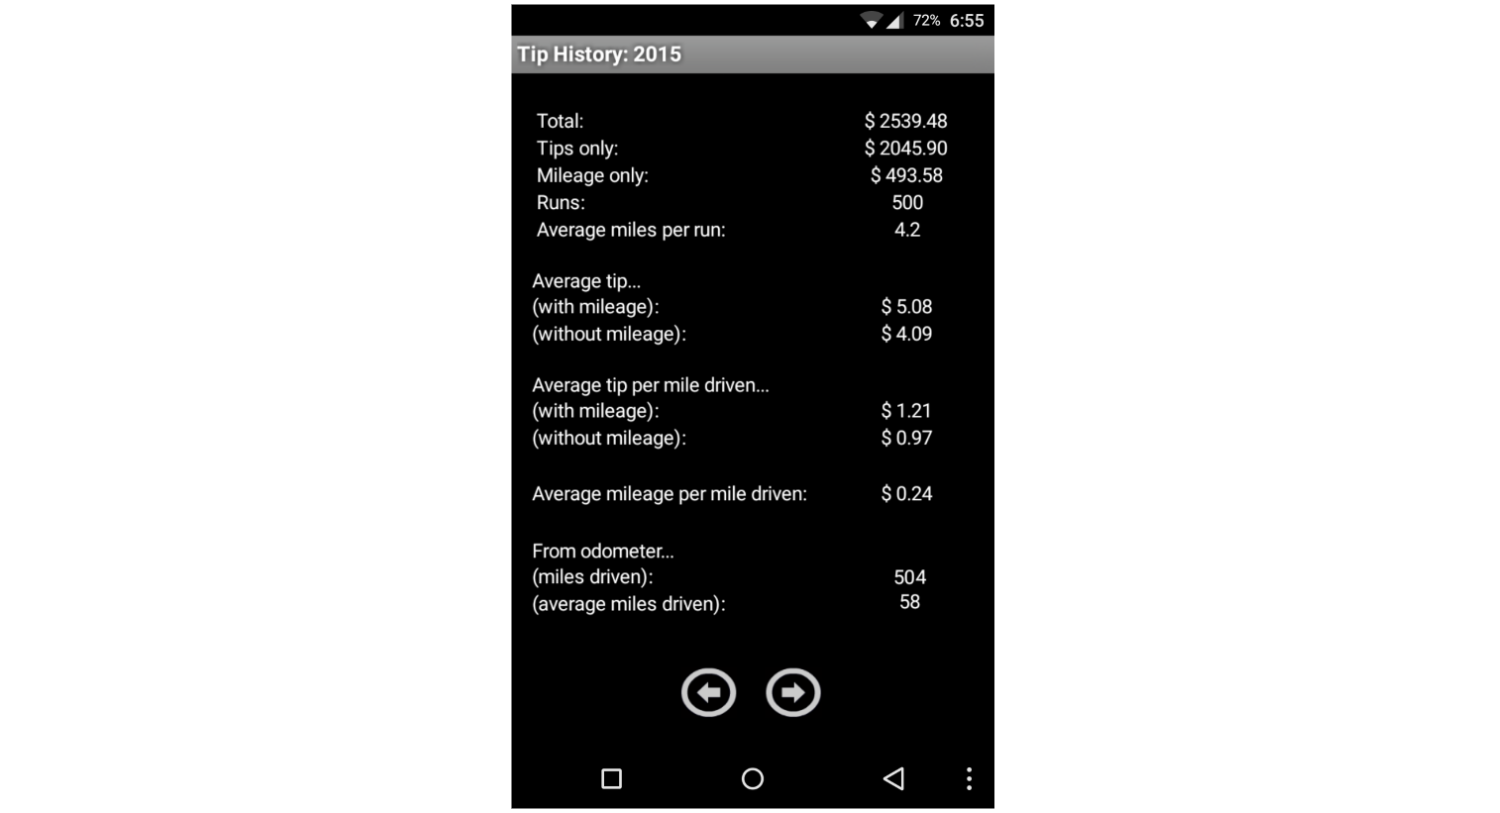 72% 6:55
Tip History: 2015
Total: $ 2539.48
Tips only: $ 2045.90
Mileage only: $ 493.58
Runs: 500
Average miles per run: 4.2
Average tip...
(with mileage): $ 5.08
(without mileage): $ 4.09
Average tip per mile driven...
(with mileage): $ 1.21
(without mileage): $ 0.97
Average mileage per mile driven: $ 0.24
From odometer...
(miles driven): 504
(average miles driven): 58